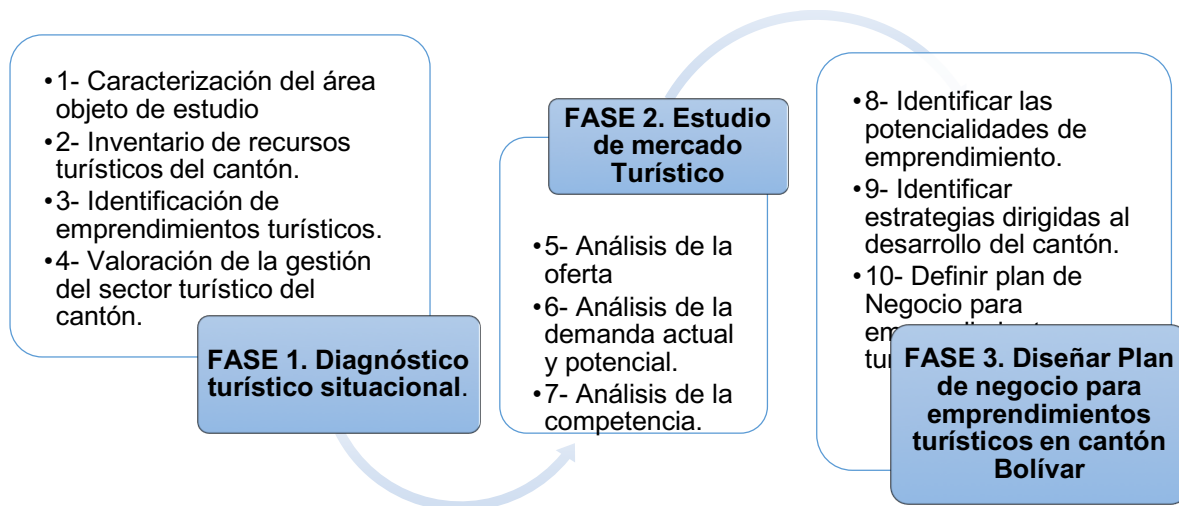 •1- Caracterización del área
objeto de estudio
•2- Inventario de recursos
turísticos del cantón.
•3- Identificación de
emprendimientos turísticos.
•4- Valoración de la gestión
del sector turístico del
cantón.
FASE 1. Diagnóstico
turístico situacional.
FASE 2. Estudio
de mercado
Turístico
•5- Análisis de la
oferta
•6- Análisis de la
demanda actual
y potencial.
•7- Análisis de la
competencia.
•8- Identificar las
potencialidades de
emprendimiento.
•9- Identificar
estrategias dirigidas al
desarrollo del cantón.
•10- Definir plan de
Negocio para
FASE 3. Diseñar Plan
de negocio para
emprendimientos
turísticos en cantón
Bolívar